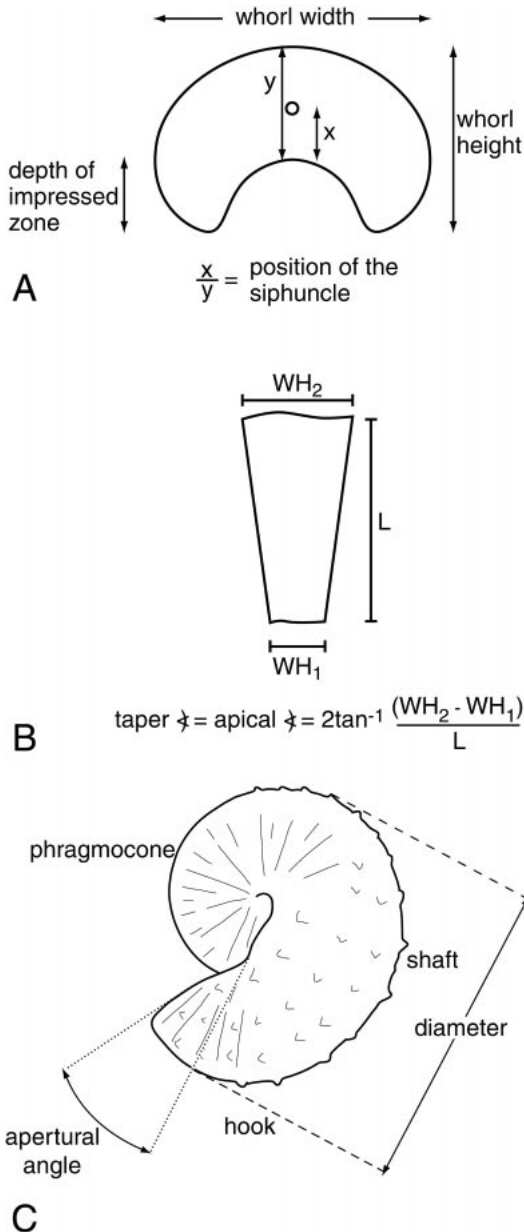 whorl width
y
x
whorl
height
depth of
impressed
zone
x/y = position of the
siphuncle
A
WH₂
L
WH₁
taper ∢ = apical ∢ = 2tan⁻¹ (WH₂ - WH₁)/L
B
phragmocone
shaft
diameter
hook
apertural
angle
C